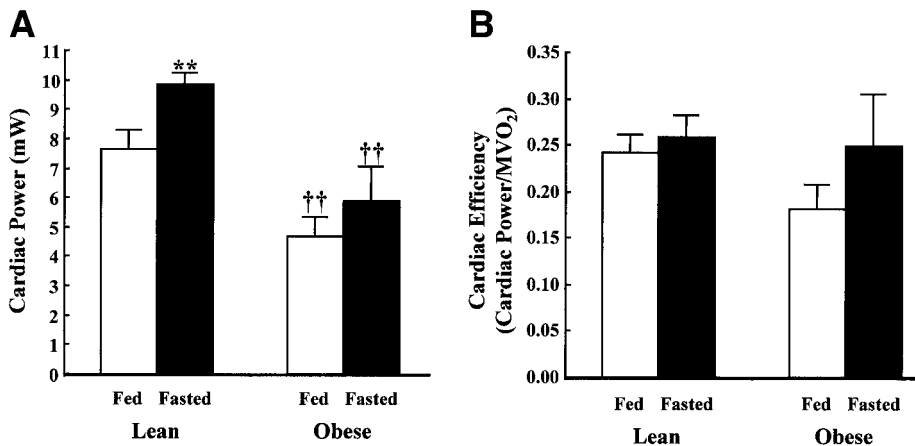 A
Cardiac Power (mW)
11
10
9
8
7
6
5
4
3
2
1
0
**
††
††
Fed Fasted Fed Fasted
Lean Obese
B
Cardiac Efficiency
(Cardiac Power/MVO₂)
0.35
0.30
0.25
0.20
0.15
0.10
0.05
0.00
Fed Fasted Fed Fasted
Lean Obese